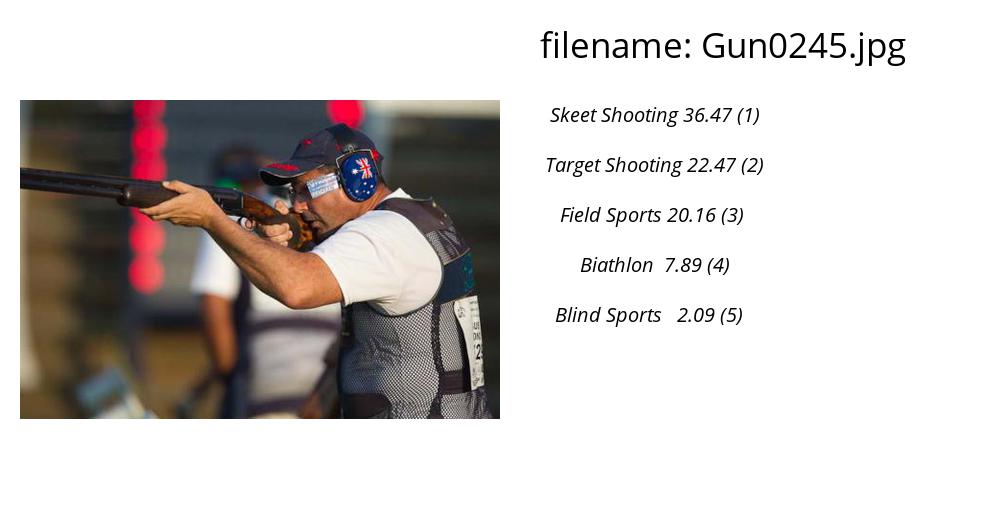 filename: Gun0245.jpg
Skeet Shooting 36.47 (1)
Target Shooting 22.47 (2)
Field Sports 20.16 (3)
Biathlon 7.89 (4)
Blind Sports 2.09 (5)